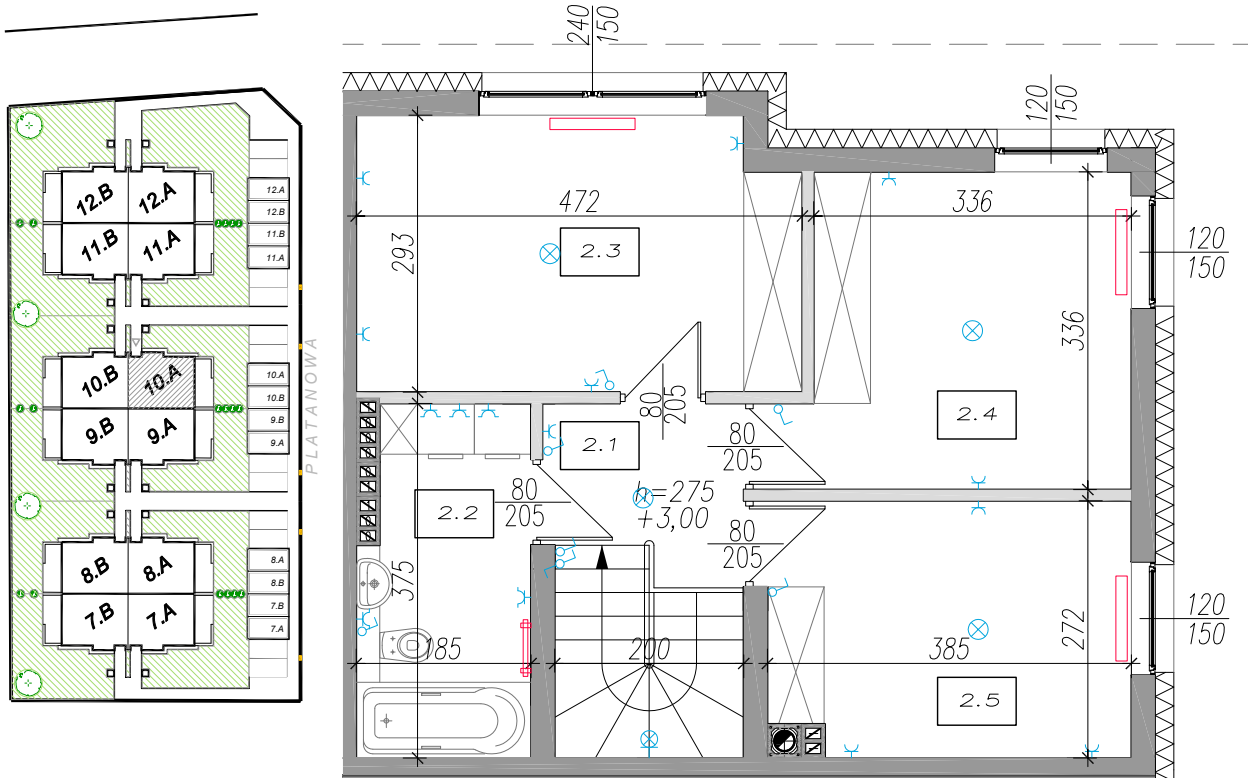 12.B
12.A
11.B
11.A
10.B
10.A
9.B
9.A
8.B
8.A
7.B
7.A
12.A
12.B
11.B
11.A
10.A
10.B
9.B
9.A
8.A
8.B
7.B
7.A
PLATANOWA
240
150
120
150
472
336
293
2.3
120
150
336
80
205
2.4
2.1
80
205
80
205
2.2
h=275
+3,00
80
205
375
120
150
272
185
200
385
2.5